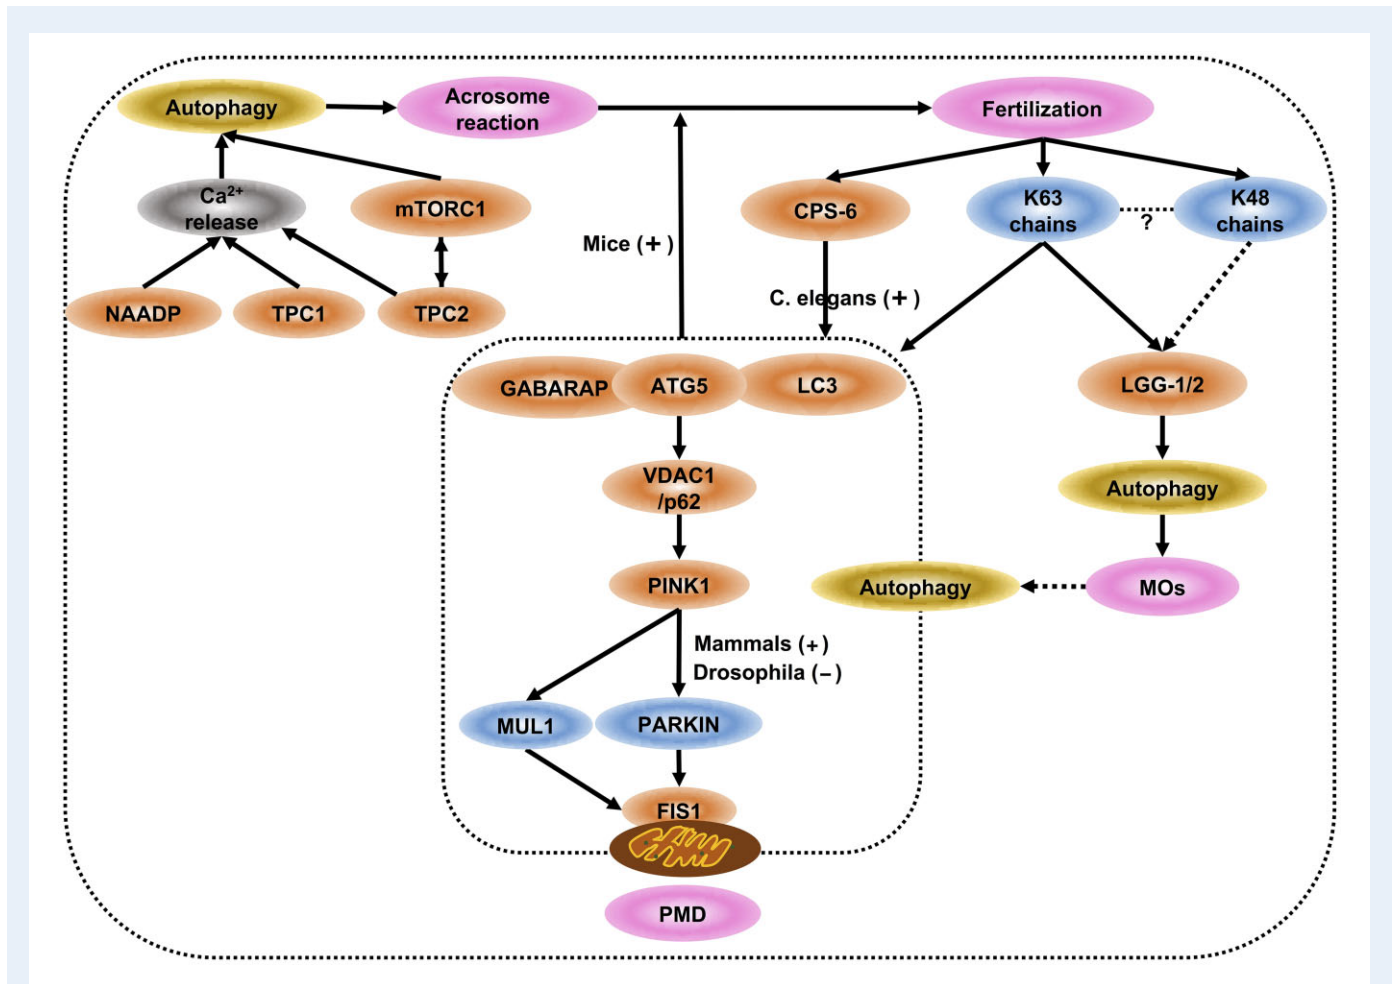 Autophagy
Acrosome
reaction
Fertilization
Ca²⁺
release
mTORC1
CPS-6
K63
chains
?
K48
chains
Mice (+)
NAADP
TPC1
TPC2
C. elegans (+)
GABARAP
ATG5
LC3
LGG-1/2
VDAC1
/p62
Autophagy
PINK1
Autophagy
MOs
Mammals (+)
Drosophila (–)
MUL1
PARKIN
FIS1
PMD